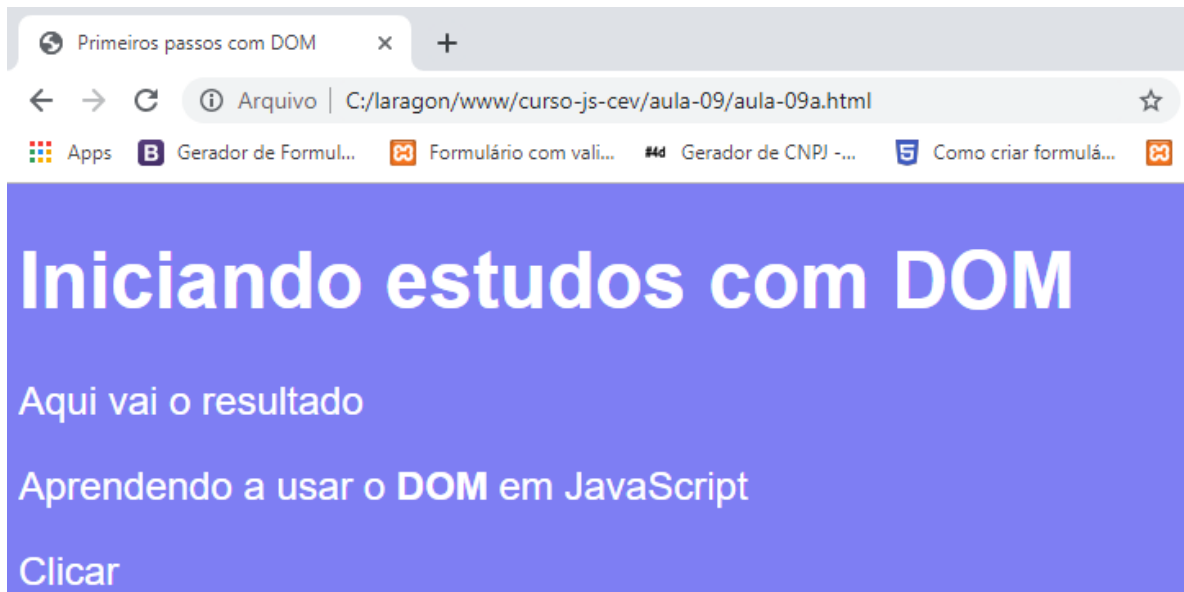 Primeiros passos com DOM
Arquivo | C:/laragon/www/curso-js-cev/aula-09/aula-09a.html
Apps B Gerador de Formul... Formulário com vali... #4d Gerador de CNPJ -... 5 Como criar formulá...
Iniciando estudos com DOM
Aqui vai o resultado
Aprendendo a usar o DOM em JavaScript
Clicar